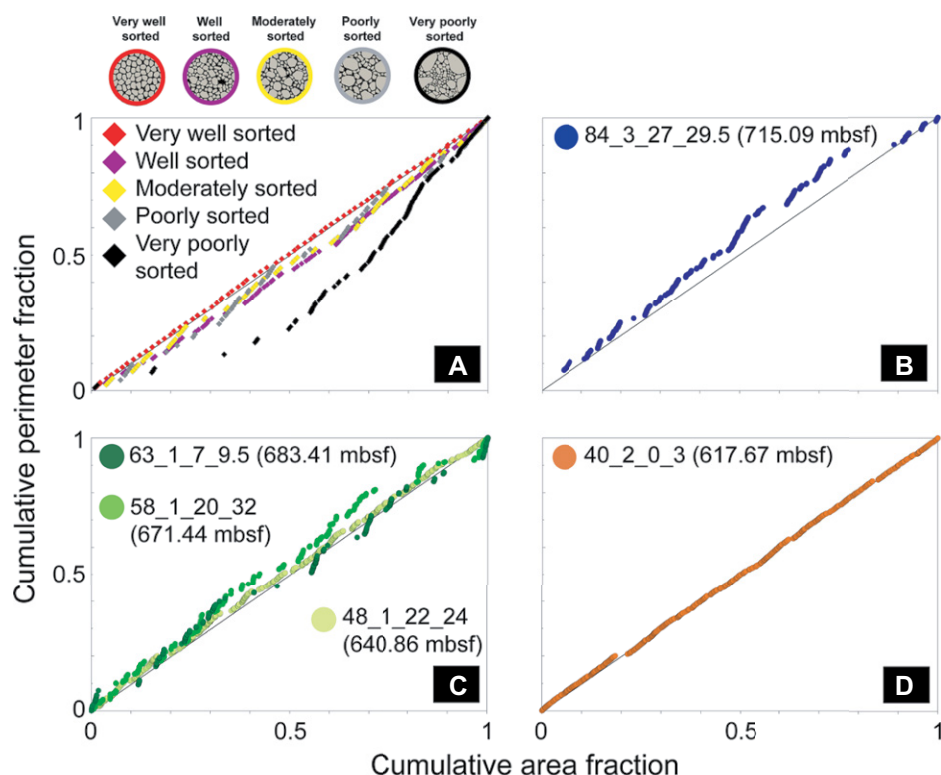 Very well sorted
Well sorted
Moderately sorted
Poorly sorted
Very poorly sorted
Cumulative perimeter fraction
1
0.5
0
Very well sorted
Well sorted
Moderately sorted
Poorly sorted
Very poorly
sorted
A
84_3_27_29.5 (715.09 mbsf)
B
1
0.5
0
63_1_7_9.5 (683.41 mbsf)
58_1_20_32
(671.44 mbsf)
48_1_22_24
(640.86 mbsf)
C
40_2_0_3 (617.67 mbsf)
D
0
0.5
1
0
0.5
1
Cumulative area fraction